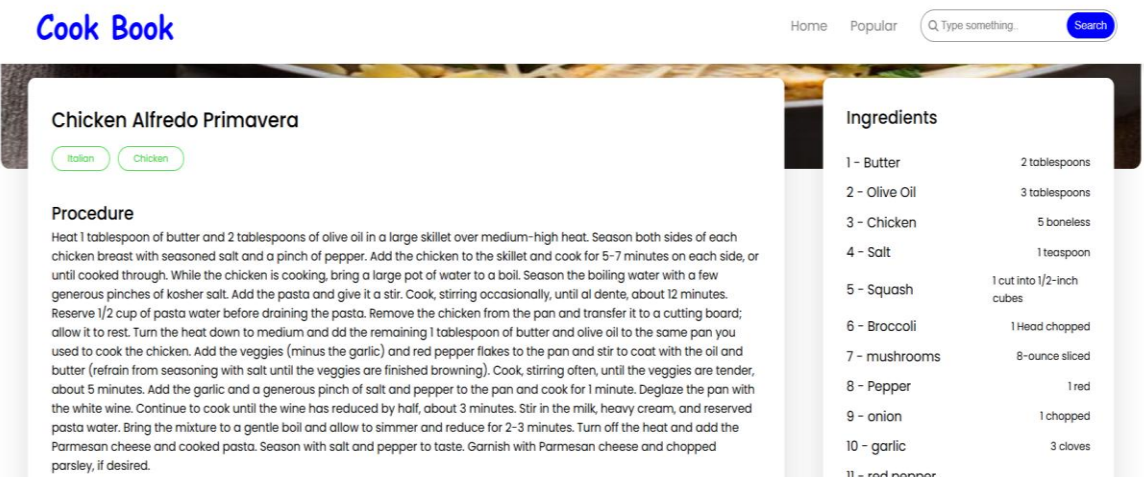 Cook Book
Home Popular Type something.. Search
Chicken Alfredo Primavera
Italian Chicken
Procedure
Heat 1 tablespoon of butter and 2 tablespoons of olive oil in a large skillet over medium-high heat. Season both sides of each
chicken breast with seasoned salt and a pinch of pepper. Add the chicken to the skillet and cook for 5-7 minutes on each side, or
until cooked through. While the chicken is cooking, bring a large pot of water to a boil. Season the boiling water with a few
generous pinches of kosher salt. Add the pasta and give it a stir. Cook, stirring occasionally, until al dente, about 12 minutes.
Reserve 1/2 cup of pasta water before draining the pasta. Remove the chicken from the pan and transfer it to a cutting board;
allow it to rest. Turn the heat down to medium and dd the remaining 1 tablespoon of butter and olive oil to the same pan you
used to cook the chicken. Add the veggies (minus the garlic) and red pepper flakes to the pan and stir to coat with the oil and
butter (refrain from seasoning with salt until the veggies are finished browning). Cook, stirring often, until the veggies are tender,
about 5 minutes. Add the garlic and a generous pinch of salt and pepper to the pan and cook for 1 minute. Deglaze the pan with
the white wine. Continue to cook until the wine has reduced by half, about 3 minutes. Stir in the milk, heavy cream, and reserved
pasta water. Bring the mixture to a gentle boil and allow to simmer and reduce for 2-3 minutes. Turn off the heat and add the
Parmesan cheese and cooked pasta. Season with salt and pepper to taste. Garnish with Parmesan cheese and chopped
parsley, if desired.
Ingredients
1 - Butter 2 tablespoons
2 - Olive Oil 3 tablespoons
3 - Chicken 5 boneless
4 - Salt 1 teaspoon
5 - Squash 1 cut into 1/2-inch
cubes
6 - Broccoli 1 Head chopped
7 - mushrooms 8-ounce sliced
8 - Pepper 1 red
9 - onion 1 chopped
10 - garlic 3 cloves
11 - red pepper